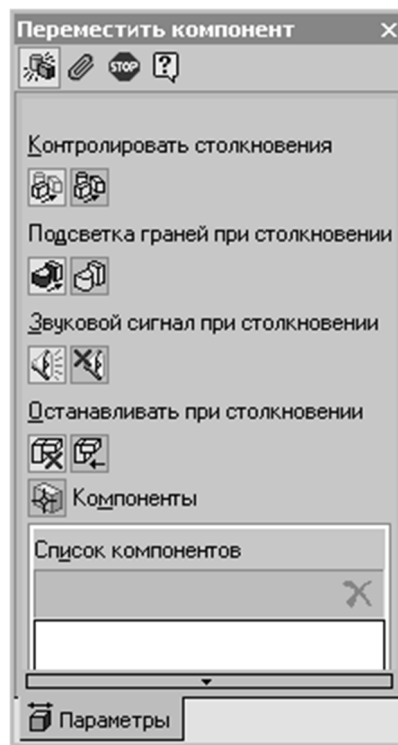 Переместить компонент
STOP
Контролировать столкновения
Подсветка граней при столкновении
Звуковой сигнал при столкновении
Останавливать при столкновении
Компоненты
Список компонентов
Параметры